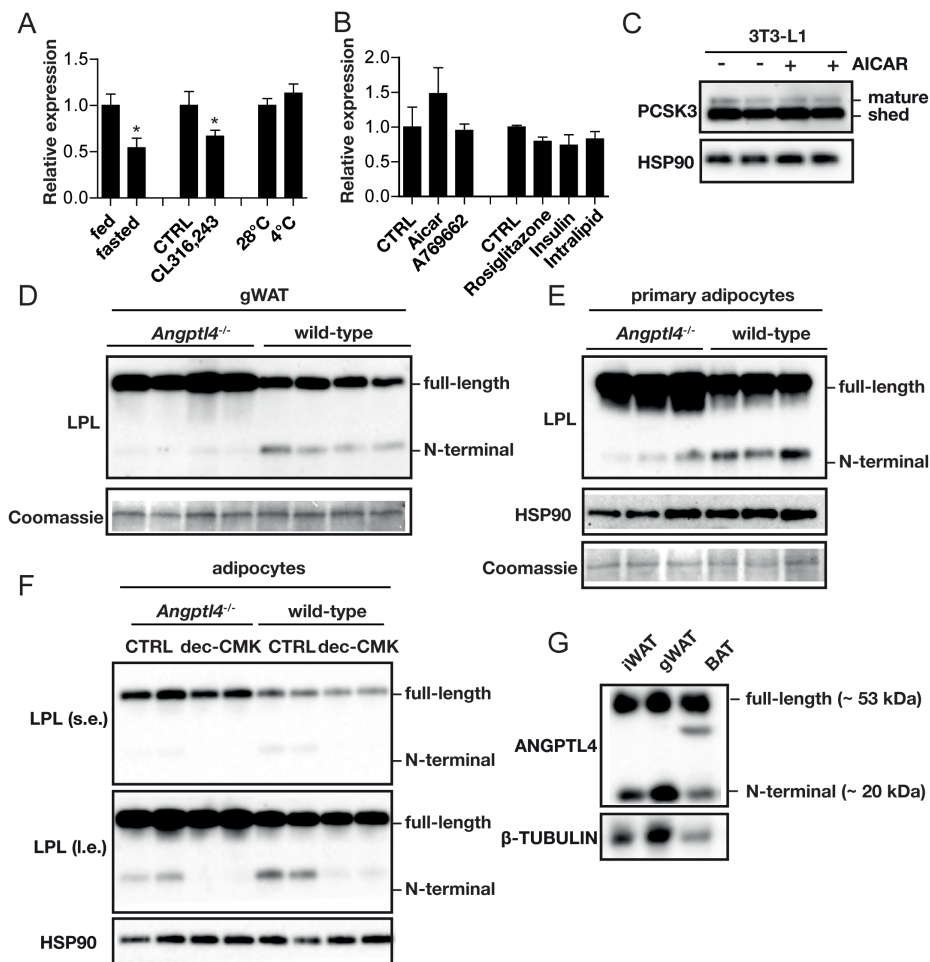 A
Relative expression
1.5
1.0
0.5
0.0
*
*
fed
fasted
CTRL
CL316,243
28°C
4°C
B
Relative expression
2.0
1.5
1.0
0.5
0.0
CTRL
Aicar
A769662
CTRL
Rosiglitazone
Insulin
Intralipid
C
3T3-L1
- - + + AICAR
PCSK3
mature
shed
HSP90
D
gWAT
Angptl4-/- wild-type
LPL
full-length
N-terminal
Coomassie
E
primary adipocytes
Angptl4-/- wild-type
LPL
full-length
N-terminal
HSP90
Coomassie
F
adipocytes
Angptl4-/- wild-type
CTRL dec-CMK CTRL dec-CMK
LPL (s.e.)
full-length
N-terminal
LPL (l.e.)
full-length
N-terminal
HSP90
G
iWAT gWAT BAT
ANGPTL4
full-length (~ 53 kDa)
N-terminal (~ 20 kDa)
β-TUBULIN